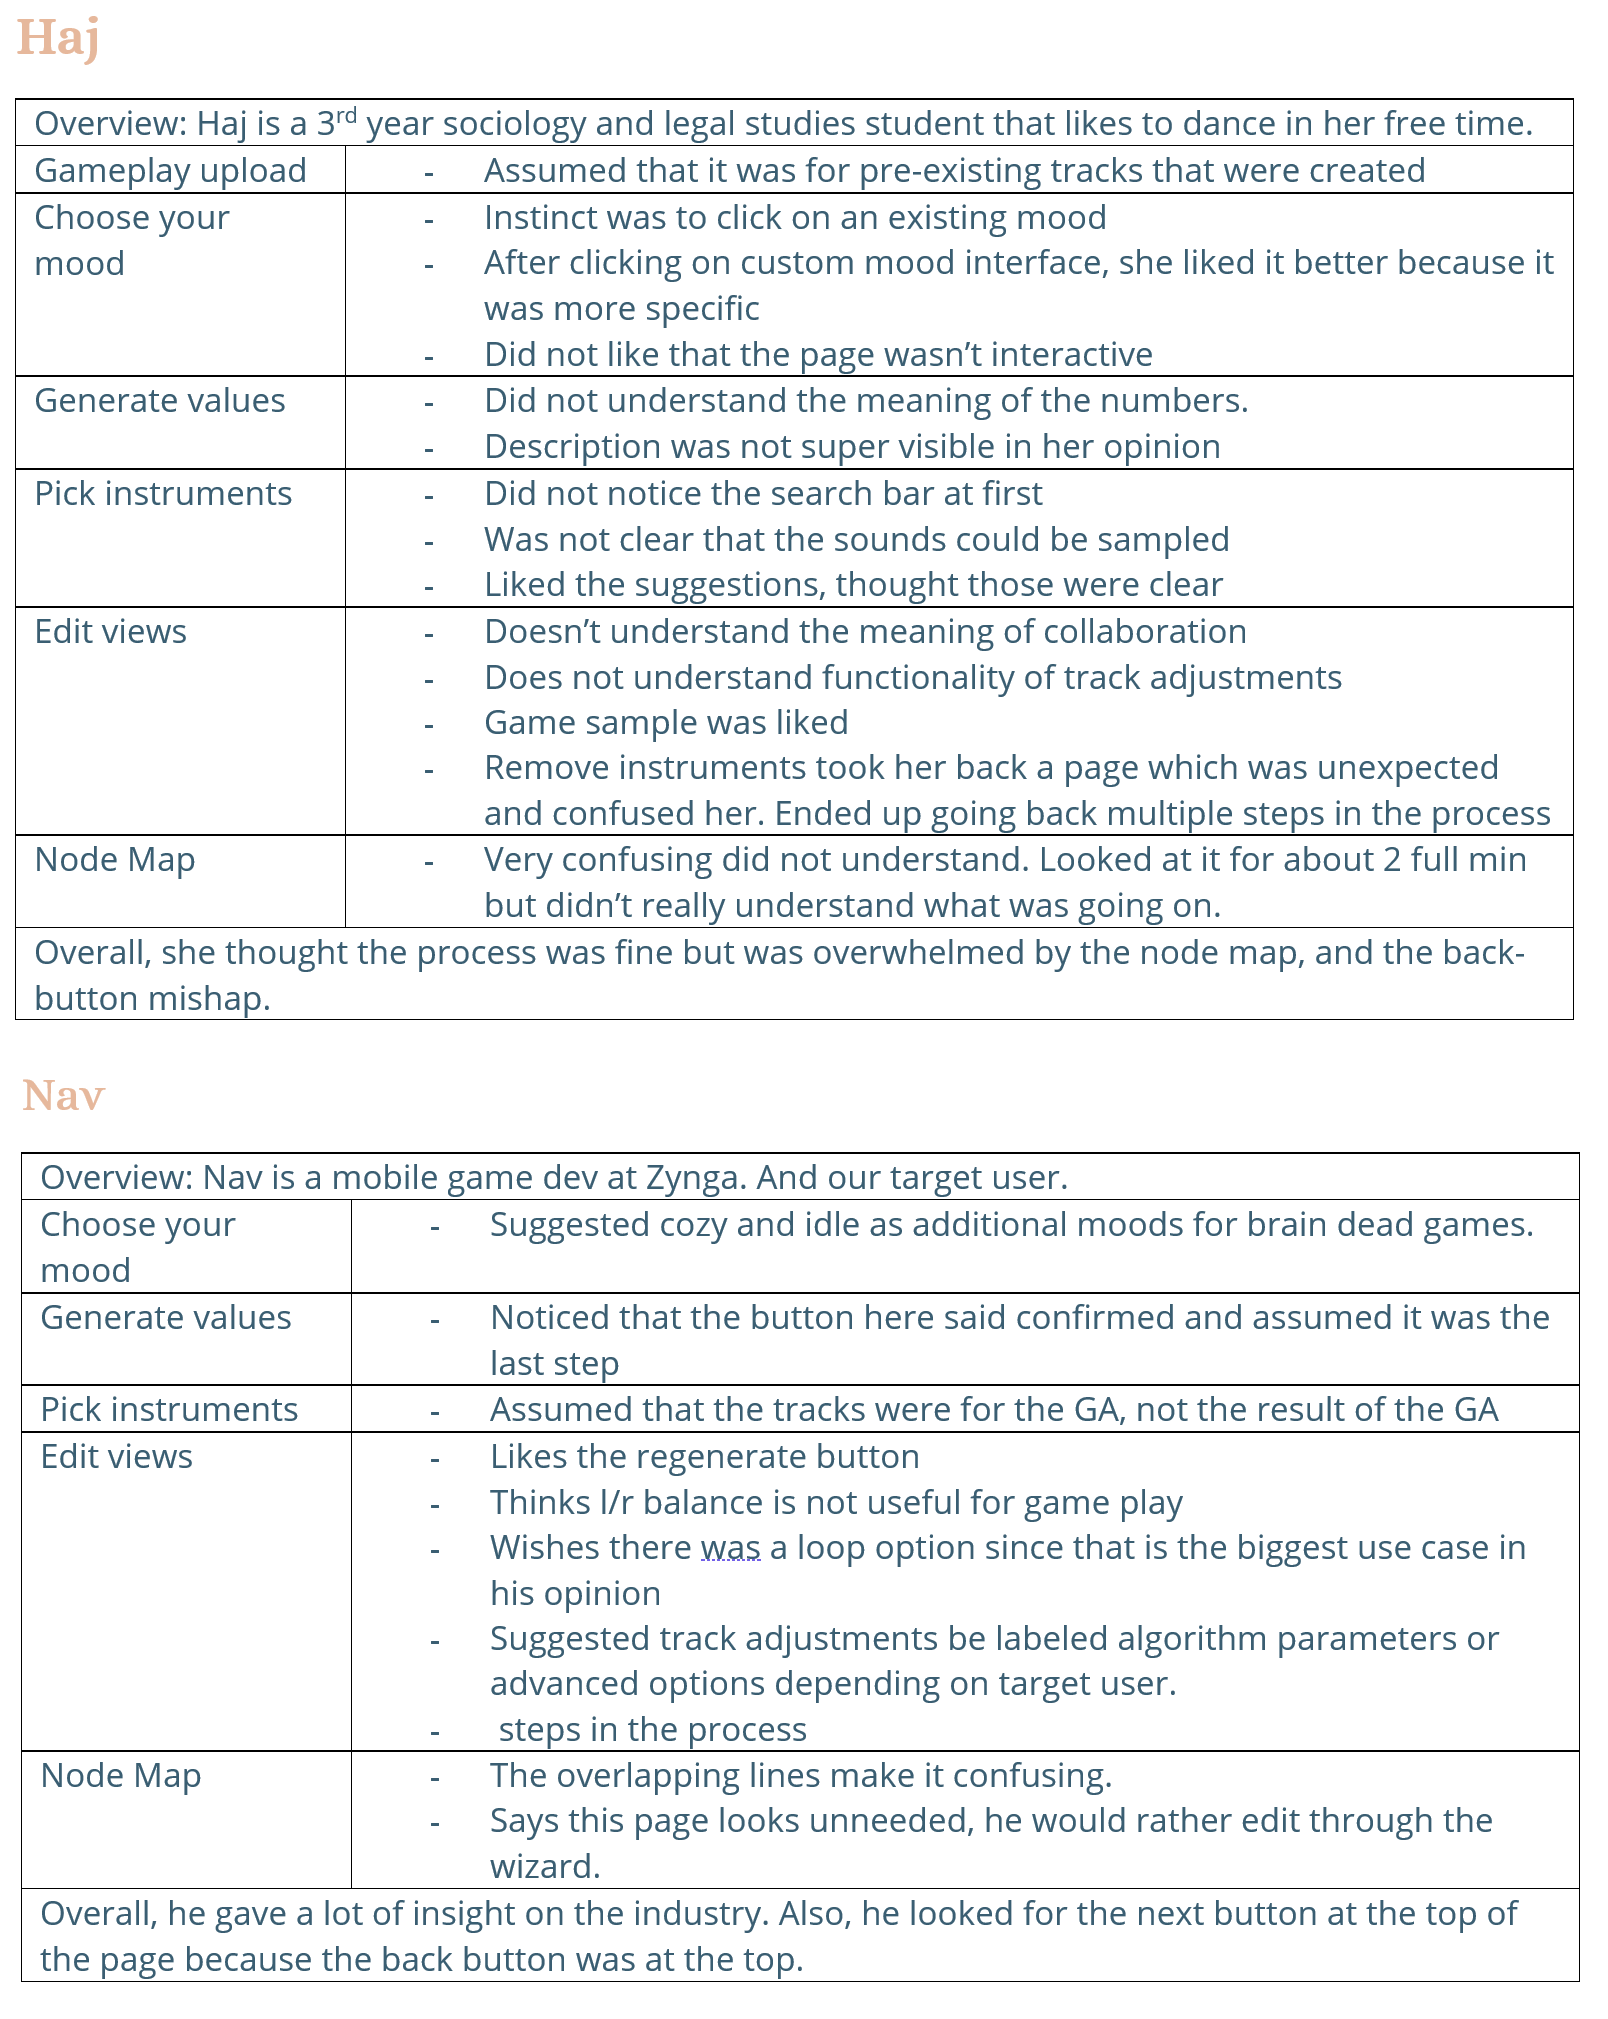 Haj
Overview: Haj is a 3rd year sociology and legal studies student that likes to dance in her free time.
Gameplay upload
- Assumed that it was for pre-existing tracks that were created
Choose your
mood
- Instinct was to click on an existing mood
- After clicking on custom mood interface, she liked it better because it
was more specific
- Did not like that the page wasn’t interactive
Generate values
- Did not understand the meaning of the numbers.
- Description was not super visible in her opinion
Pick instruments
- Did not notice the search bar at first
- Was not clear that the sounds could be sampled
- Liked the suggestions, thought those were clear
Edit views
- Doesn’t understand the meaning of collaboration
- Does not understand functionality of track adjustments
- Game sample was liked
- Remove instruments took her back a page which was unexpected
and confused her. Ended up going back multiple steps in the process
Node Map
- Very confusing did not understand. Looked at it for about 2 full min
but didn’t really understand what was going on.
Overall, she thought the process was fine but was overwhelmed by the node map, and the back-
button mishap.
Nav
Overview: Nav is a mobile game dev at Zynga. And our target user.
Choose your
mood
- Suggested cozy and idle as additional moods for brain dead games.
Generate values
- Noticed that the button here said confirmed and assumed it was the
last step
Pick instruments
- Assumed that the tracks were for the GA, not the result of the GA
Edit views
- Likes the regenerate button
- Thinks l/r balance is not useful for game play
- Wishes there was a loop option since that is the biggest use case in
his opinion
- Suggested track adjustments be labeled algorithm parameters or
advanced options depending on target user.
- steps in the process
Node Map
- The overlapping lines make it confusing.
- Says this page looks unneeded, he would rather edit through the
wizard.
Overall, he gave a lot of insight on the industry. Also, he looked for the next button at the top of
the page because the back button was at the top.